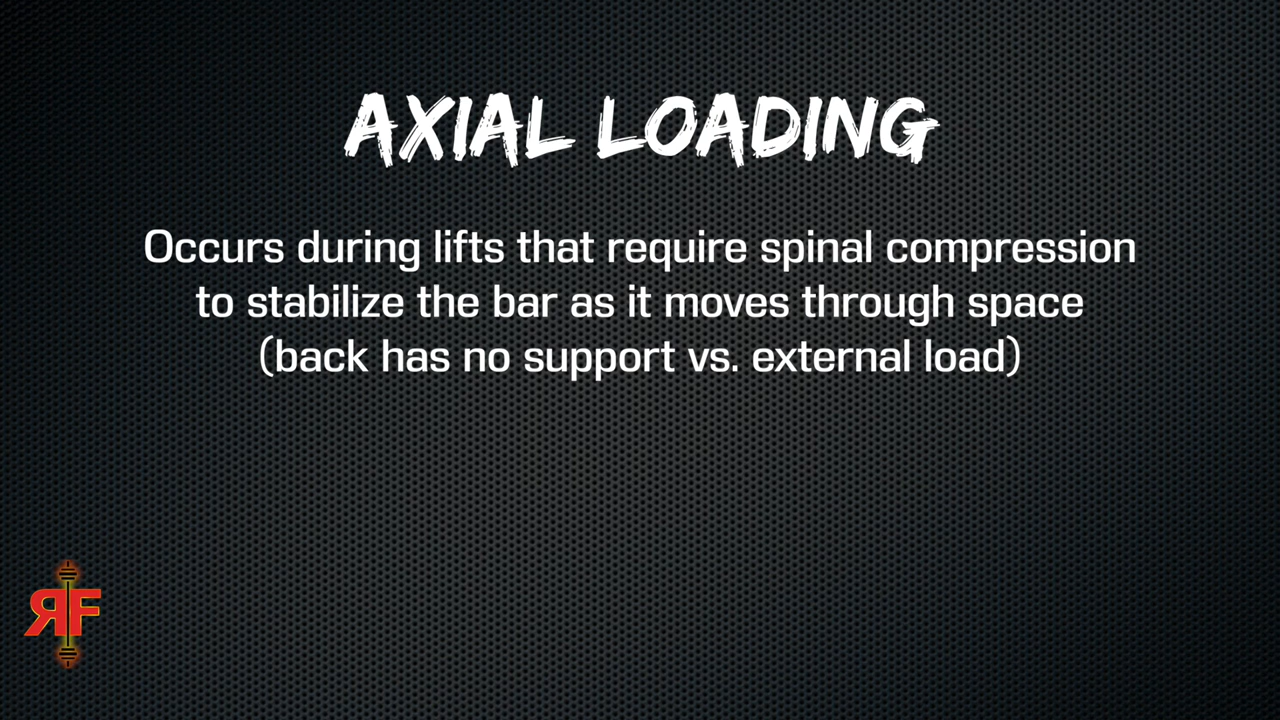 AXIAL LOADING
Occurs during lifts that require spinal compression
to stabilize the bar as it moves through space
(back has no support vs. external load)
RF